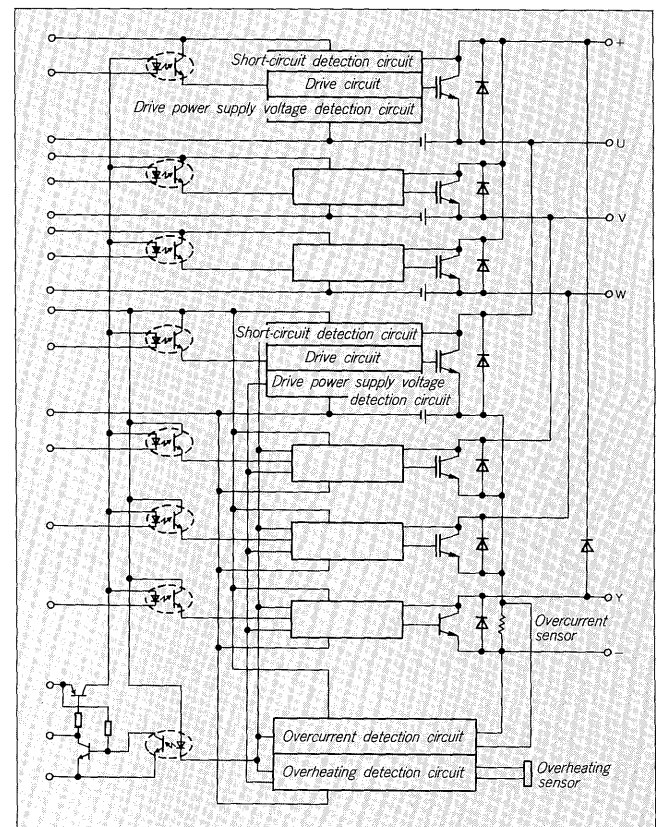 +
Short-circuit detection circuit
Drive circuit
Drive power supply voltage detection circuit
U
V
W
Short-circuit detection circuit
Drive circuit
Drive power supply voltage
detection circuit
Y
Overcurrent
sensor
−
Overcurrent detection circuit
Overheating detection circuit
Overheating
sensor